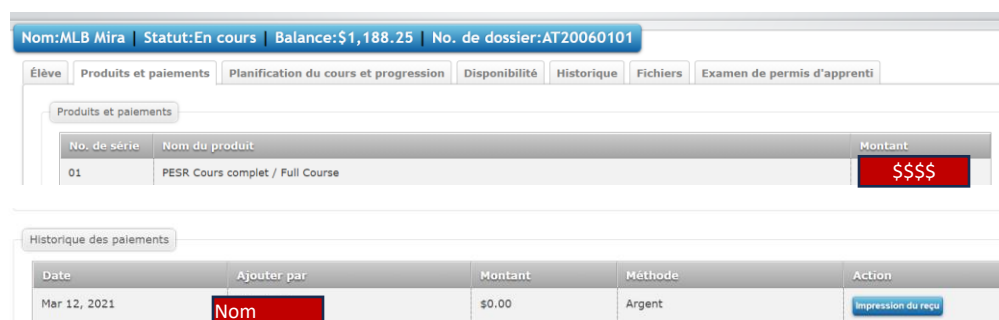 Nom:MLB Mira | Statut:En cours | Balance:$1,188.25 | No. de dossier:AT20060101
Élève Produits et paiements Planification du cours et progression Disponibilité Historique Fichiers Examen de permis d'apprenti
Produits et paiements
No. de série Nom du produit Montant
01 PESR Cours complet / Full Course $$$$
Historique des paiements
Date Ajouter par Montant Méthode Action
Mar 12, 2021 Nom $0.00 Argent Impression du reçu